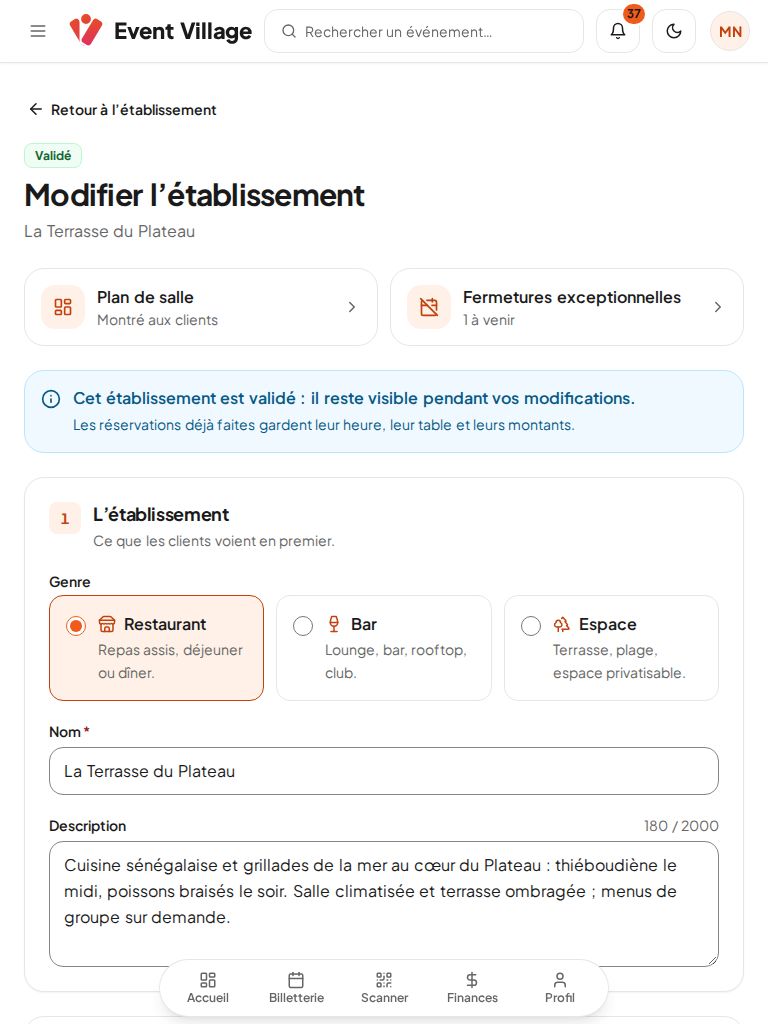 Event Village
Rechercher un événement...
37
MN
Retour à l'établissement
Validé
Modifier l'établissement
La Terrasse du Plateau
Plan de salle
Montré aux clients
Fermetures exceptionnelles
1 à venir
Cet établissement est validé : il reste visible pendant vos modifications.
Les réservations déjà faites gardent leur heure, leur table et leurs montants.
1
L'établissement
Ce que les clients voient en premier.
Genre
Restaurant
Repas assis, déjeuner
ou dîner.
Bar
Lounge, bar, rooftop,
club.
Espace
Terrasse, plage,
espace privatisable.
Nom *
La Terrasse du Plateau
Description
180 / 2000
Cuisine sénégalaise et grillades de la mer au cœur du Plateau : thiéboudiène le
midi, poissons braisés le soir. Salle climatisée et terrasse ombragée ; menus de
groupe sur demande.
Accueil
Billetterie
Scanner
Finances
Profil